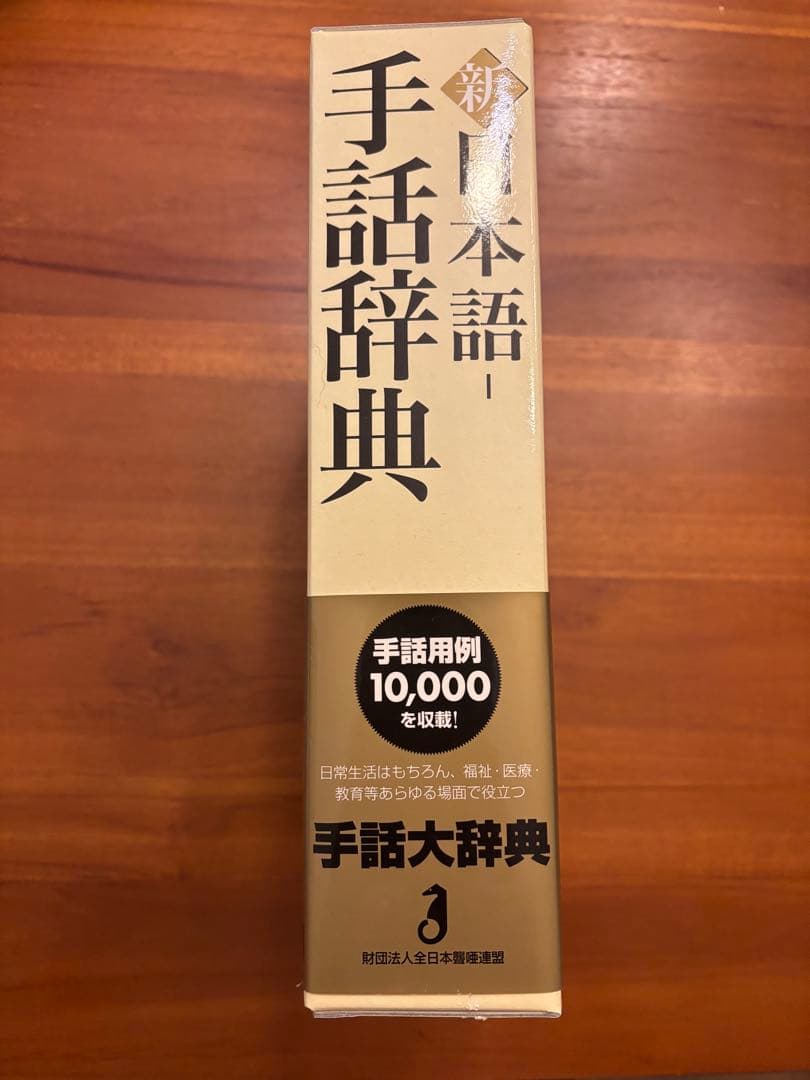 新 日本語-
手話辞典
手話用例
10,000
を収載!
日常生活はもちろん、福祉・医療・
教育等あらゆる場面で役立つ
手話大辞典
財団法人全日本聾唖連盟